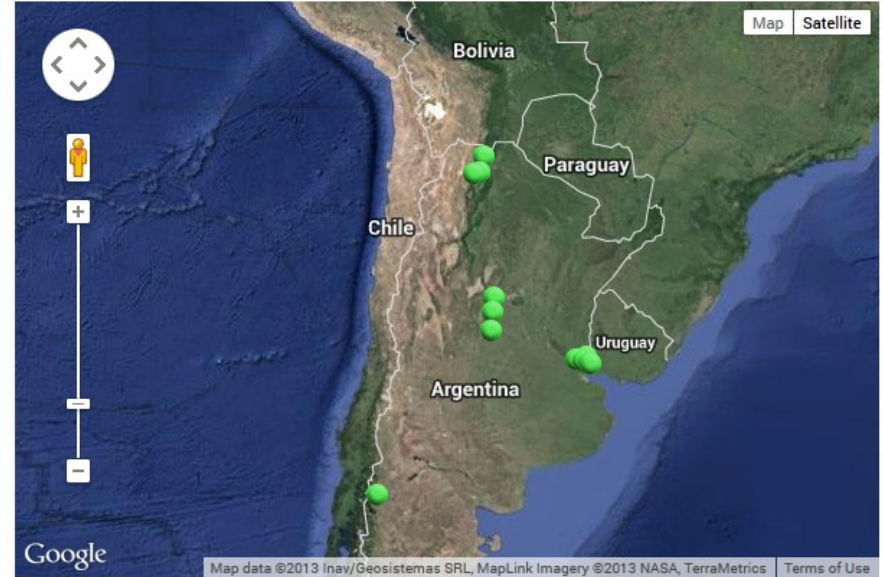 Map Satellite
Bolivia
Paraguay
Chile
Uruguay
Argentina
Google
Map data ©2013 Inav/Geosistemas SRL, MapLink Imagery ©2013 NASA, TerraMetrics Terms of Use